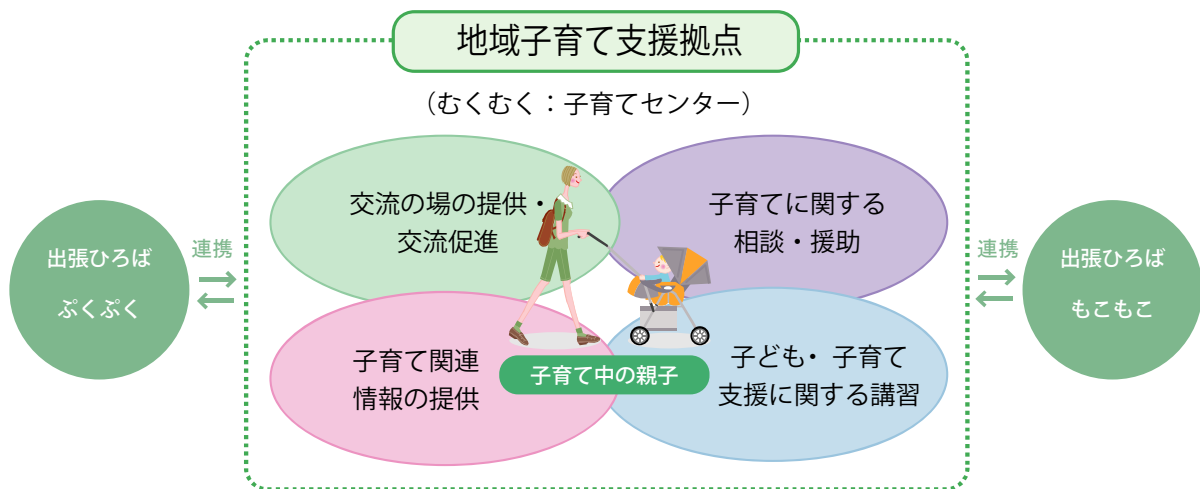 地域子育て支援拠点
（むくむく：子育てセンター）
交流の場の提供・
交流促進
子育てに関する
相談・援助
出張ひろば
ぷくぷく
連携
連携
出張ひろば
もこもこ
子育て関連
情報の提供
子育て中の親子
子ども・ 子育て
支援に関する講習